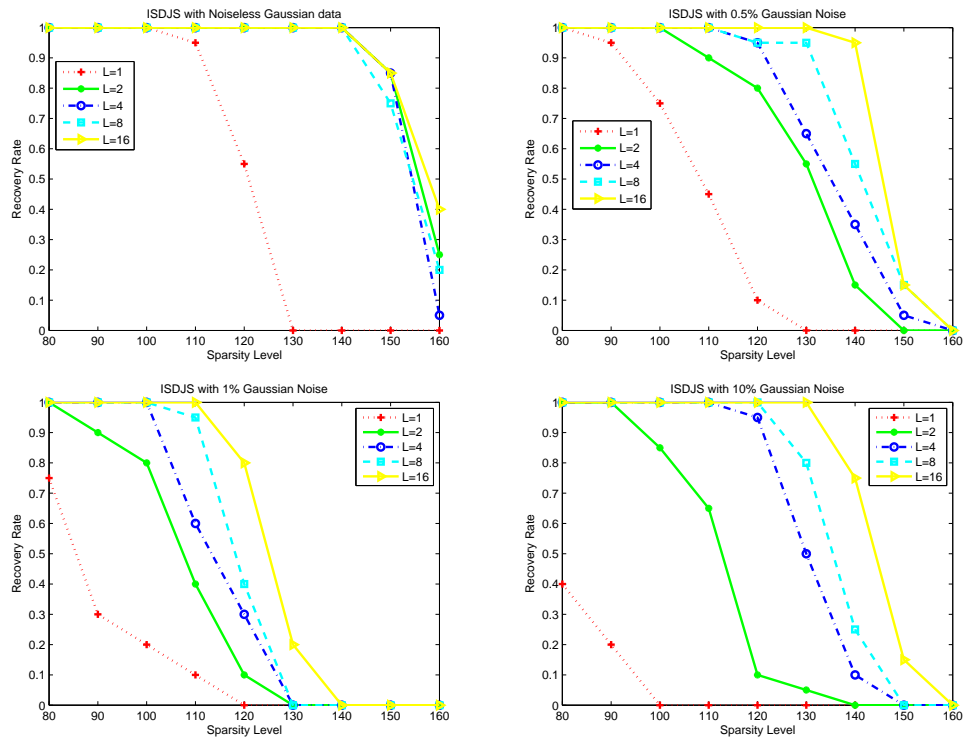 ISDJS with Noiseless Gaussian data
1
0.9
0.8
0.7
0.6
0.5
0.4
0.3
0.2
0.1
0
Recovery Rate
L=1
L=2
L=4
L=8
L=16
80 90 100 110 120 130 140 150 160
Sparsity Level
ISDJS with 0.5% Gaussian Noise
1
0.9
0.8
0.7
0.6
0.5
0.4
0.3
0.2
0.1
0
Recovery Rate
L=1
L=2
L=4
L=8
L=16
80 90 100 110 120 130 140 150 160
Sparsity Level
ISDJS with 1% Gaussian Noise
1
0.9
0.8
0.7
0.6
0.5
0.4
0.3
0.2
0.1
0
Recovery Rate
L=1
L=2
L=4
L=8
L=16
80 90 100 110 120 130 140 150 160
Sparsity Level
ISDJS with 10% Gaussian Noise
1
0.9
0.8
0.7
0.6
0.5
0.4
0.3
0.2
0.1
0
Recovery Rate
L=1
L=2
L=4
L=8
L=16
80 90 100 110 120 130 140 150 160
Sparsity Level